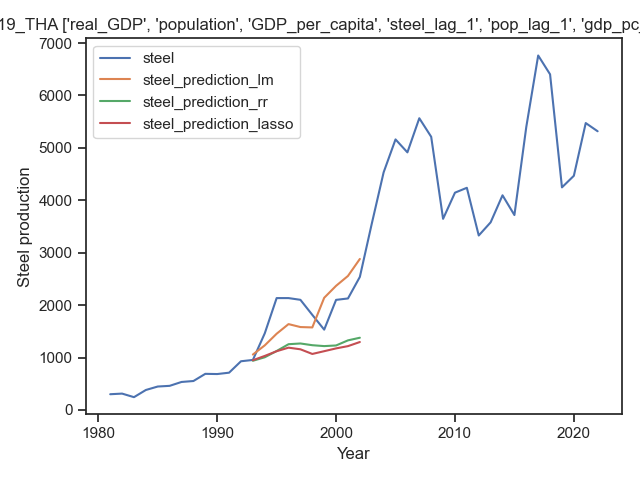 19_THA ['real_GDP', 'population', 'GDP_per_capita', 'steel_lag_1', 'pop_lag_1', 'gdp_pc_
7000
6000
5000
4000
3000
2000
1000
0
steel
steel_prediction_lm
steel_prediction_rr
steel_prediction_lasso
Steel production
1980 1990 2000 2010 2020
Year